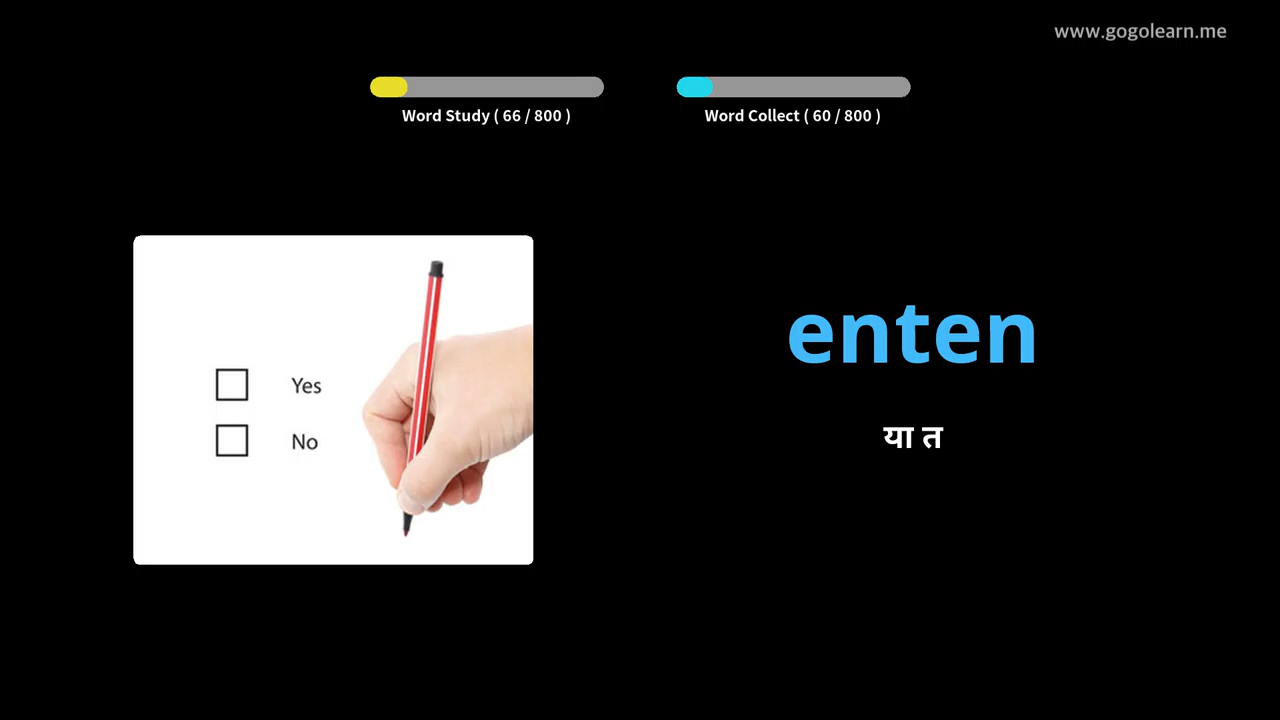 www.gogolearn.me
Word Study ( 66 / 800 )
Word Collect ( 60 / 800 )
Yes
No
enten
या त